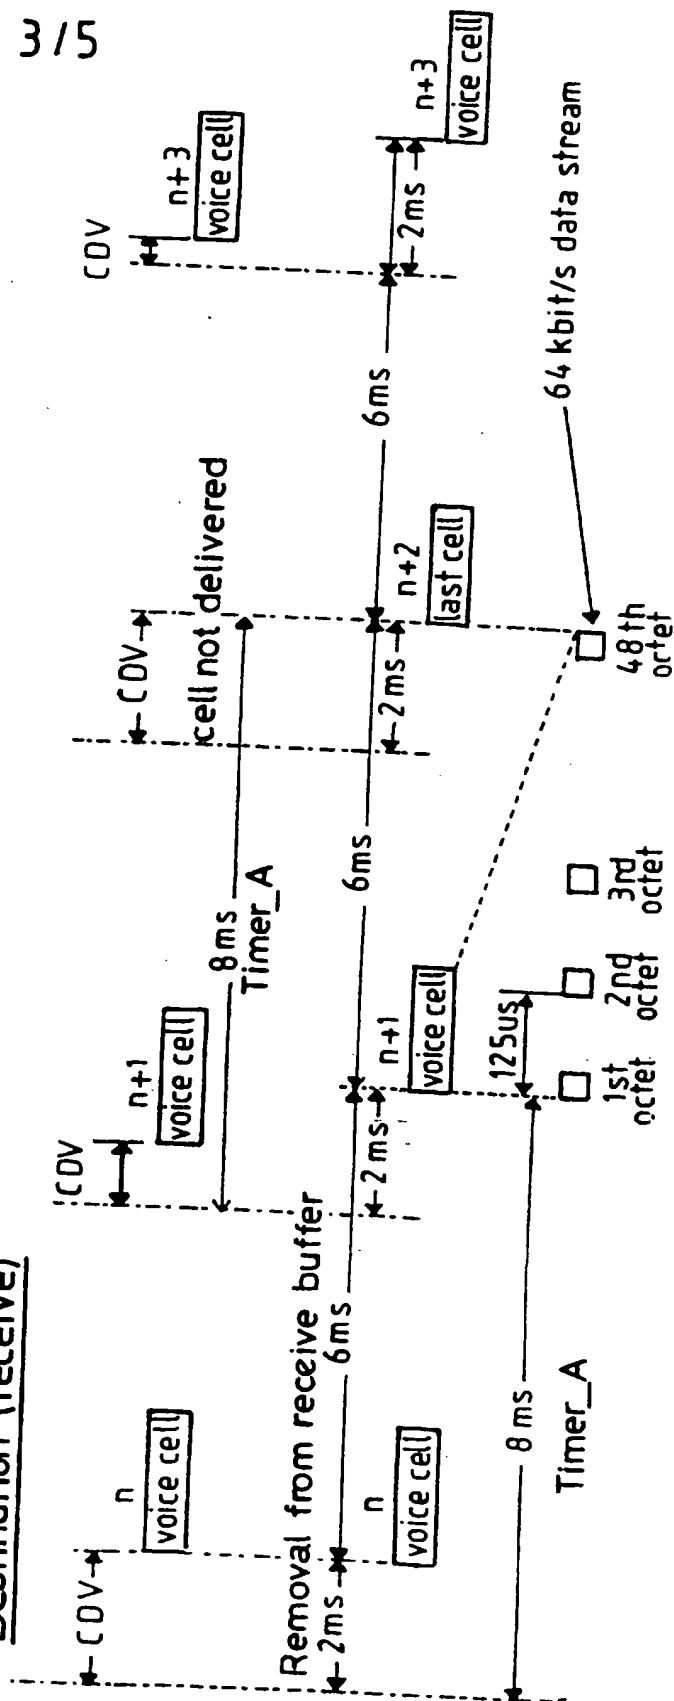 3/5
Destination (receive)
CDV
n
voice cell
CDV
n+1
voice cell
CDV
cell not delivered
CDV
n+3
voice cell
8ms
Timer_A
Removal from receive buffer
2ms
6ms
2ms
6ms
2ms
6ms
2ms
n
voice cell
n+1
voice cell
n+2
last cell
n+3
voice cell
8ms
Timer_A
125us
1st
octet
2nd
octet
3rd
octet
48th
octet
64 kbit/s data stream